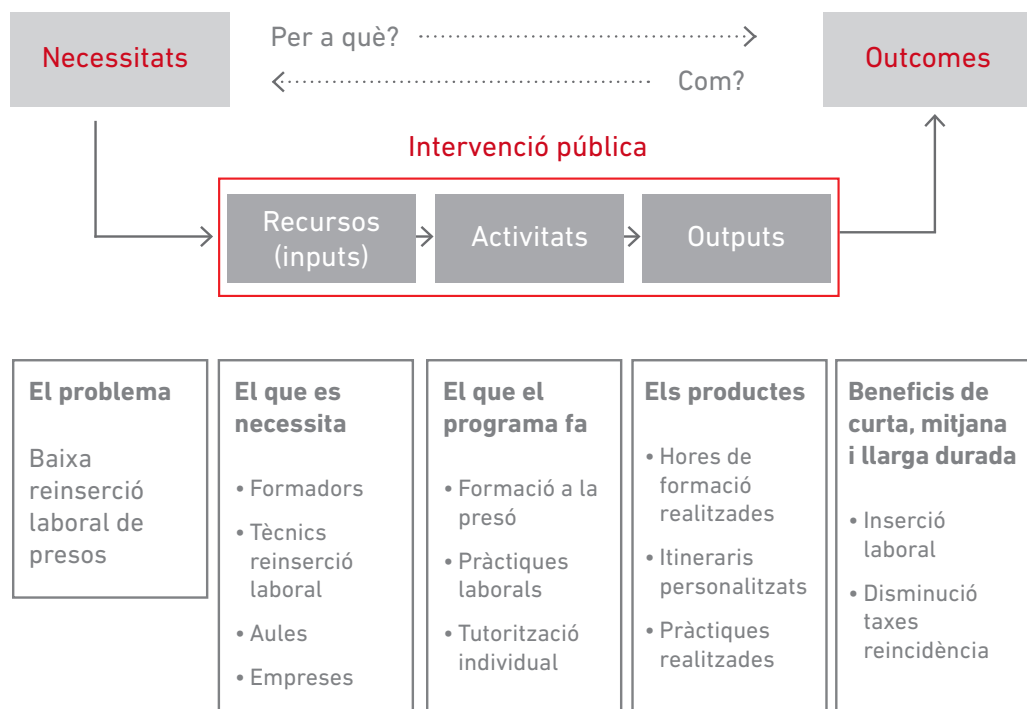 Necessitats
Per a què?
Com?
Outcomes
Intervenció pública
Recursos
(inputs)
Activitats
Outputs
El problema
Baixa
reinserció
laboral de
presos
El que es
necessita
• Formadors
• Tècnics
reinserció
laboral
• Aules
• Empreses
El que el
programa fa
• Formació a la
presó
• Pràctiques
laborals
• Tutorització
individual
Els productes
• Hores de
formació
realitzades
• Itineraris
personalitzats
• Pràctiques
realitzades
Beneficis de
curta, mitjana
i llarga durada
• Inserció
laboral
• Disminució
taxes
reincidència